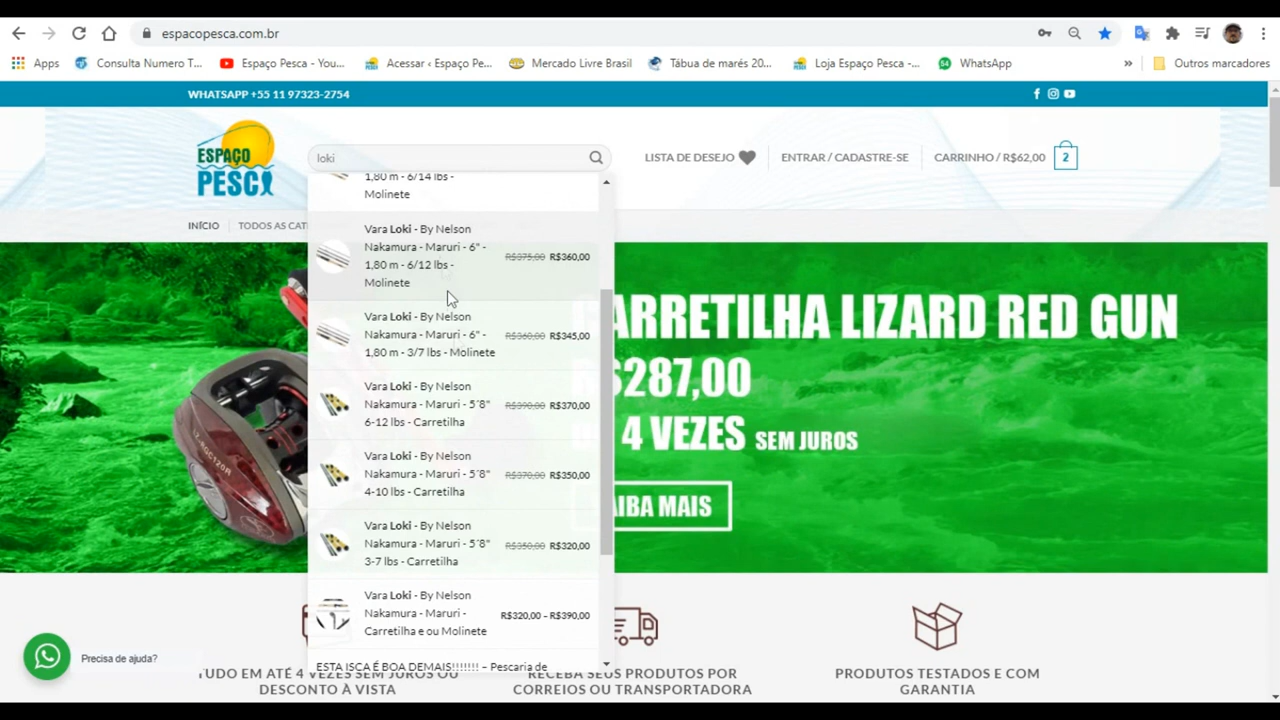 espacopesca.com.br
Apps
Consulta Numero T...
Espaço Pesca - You...
Acessar ‹ Espaço Pe...
Mercado Livre Brasil
Tábua de marés 20...
Loja Espaço Pesca -...
WhatsApp
»
Outros marcadores
WHATSAPP +55 11 97323-2754
ESPAÇO
PESCA
loki
LISTA DE DESEJO
ENTRAR / CADASTRE-SE
CARRINHO / R$62,00
2
INÍCIO
TODOS AS CAT
1,80 m - 6/14 lbs -
Molinete
Vara Loki - By Nelson
Nakamura - Maruri - 6" -
1,80 m - 6/12 lbs -
Molinete
R$375,00 R$360,00
Vara Loki - By Nelson
Nakamura - Maruri - 6" -
1,80 m - 3/7 lbs - Molinete
R$360,00 R$345,00
Vara Loki - By Nelson
Nakamura - Maruri - 5´8"
6-12 lbs - Carretilha
R$390,00 R$370,00
Vara Loki - By Nelson
Nakamura - Maruri - 5´8"
4-10 lbs - Carretilha
R$370,00 R$350,00
Vara Loki - By Nelson
Nakamura - Maruri - 5´8"
3-7 lbs - Carretilha
R$350,00 R$320,00
Vara Loki - By Nelson
Nakamura - Maruri -
Carretilha e ou Molinete
R$320,00 – R$390,00
ESTA ISCA É BOA DEMAIS!!!!!!! – Pescaria de
ARRETILHA LIZARD RED GUN
$287,00
4 VEZES SEM JUROS
AIBA MAIS
LZ-RGC120R
Precisa de ajuda?
TUDO EM ATÉ 4 VEZES SEM JUROS OU
DESCONTO À VISTA
RECEBA SEUS PRODUTOS POR
CORREIOS OU TRANSPORTADORA
PRODUTOS TESTADOS E COM
GARANTIA